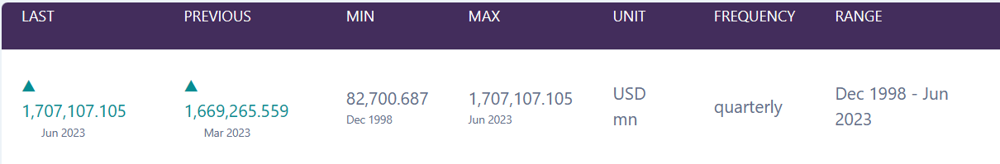 LAST PREVIOUS MIN MAX UNIT FREQUENCY RANGE
▲ 1,707,107.105 Jun 2023
▲ 1,669,265.559 Mar 2023
82,700.687 Dec 1998
1,707,107.105 Jun 2023
USD mn
quarterly
Dec 1998 - Jun 2023